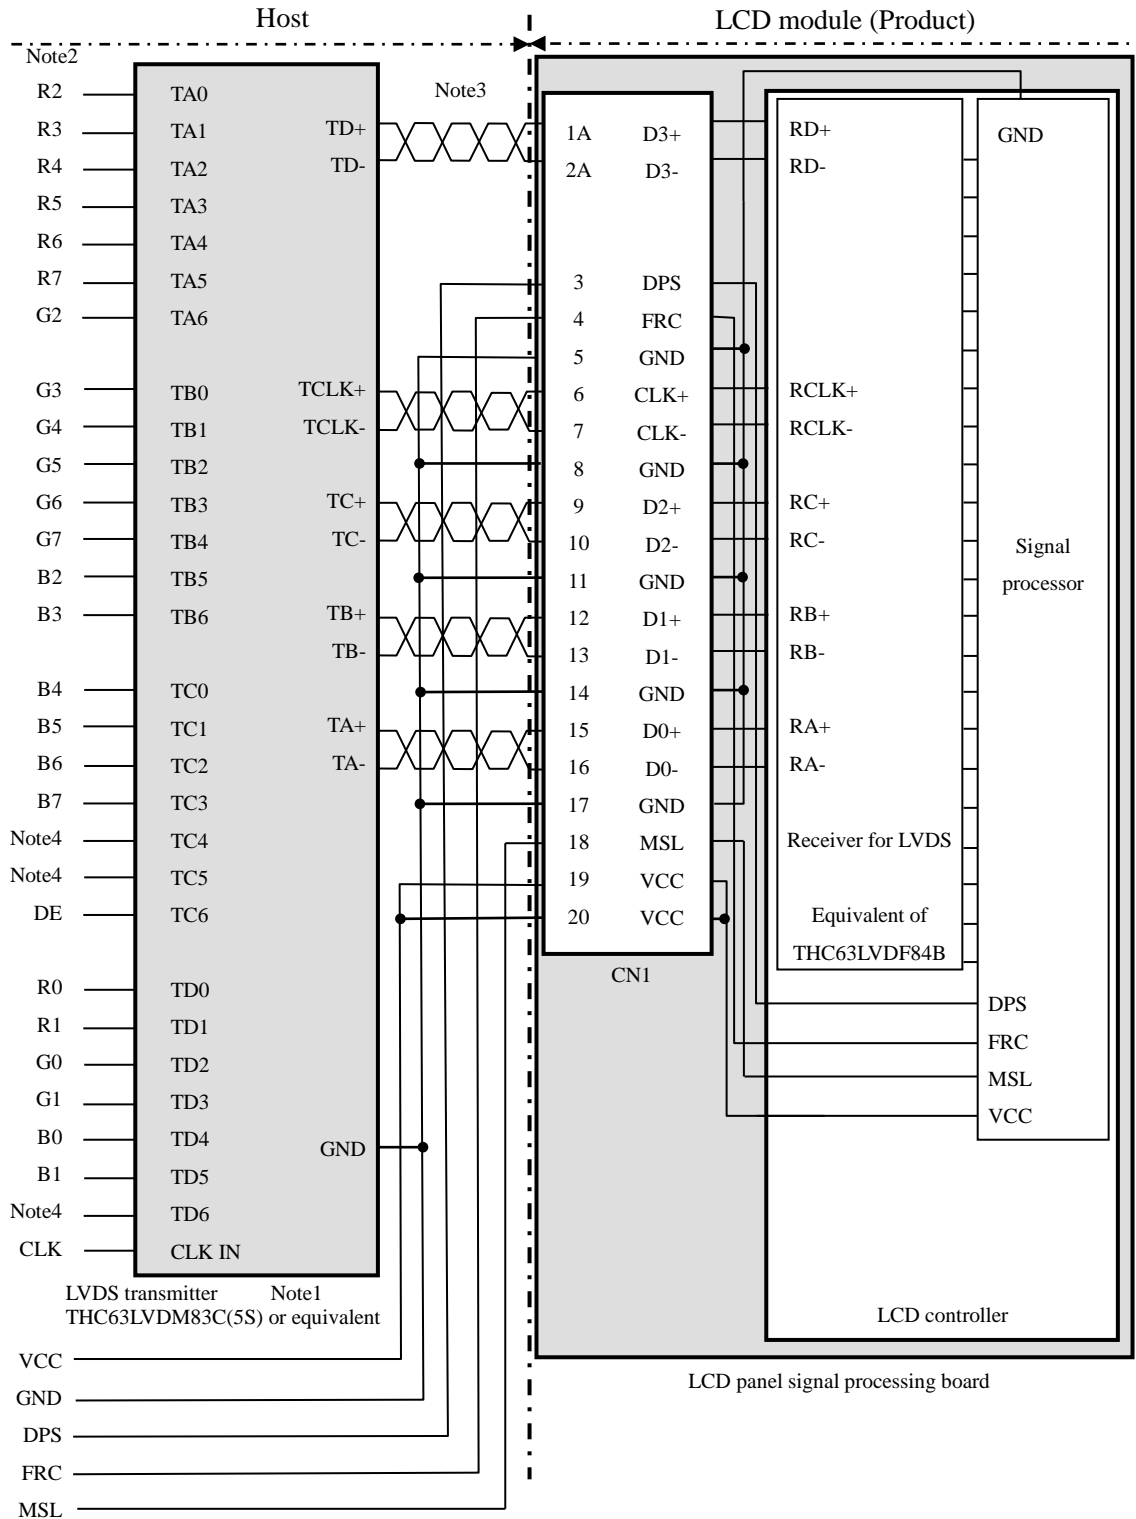 Host
LCD module (Product)
Note2
R2 TA0
R3 TA1
R4 TA2
R5 TA3
R6 TA4
R7 TA5
G2 TA6
G3 TB0
G4 TB1
G5 TB2
G6 TB3
G7 TB4
B2 TB5
B3 TB6
B4 TC0
B5 TC1
B6 TC2
B7 TC3
Note4 TC4
Note4 TC5
DE TC6
R0 TD0
R1 TD1
G0 TD2
G1 TD3
B0 TD4
B1 TD5
Note4 TD6
CLK CLK IN
TD+
TD-
TCLK+
TCLK-
TC+
TC-
TB+
TB-
TA+
TA-
GND
LVDS transmitter Note1
THC63LVDM83C(5S) or equivalent
VCC
GND
DPS
FRC
MSL
Note3
1A D3+
2A D3-
3 DPS
4 FRC
5 GND
6 CLK+
7 CLK-
8 GND
9 D2+
10 D2-
11 GND
12 D1+
13 D1-
14 GND
15 D0+
16 D0-
17 GND
18 MSL
19 VCC
20 VCC
CN1
RD+
RD-
RCLK+
RCLK-
RC+
RC-
RB+
RB-
RA+
RA-
Receiver for LVDS
Equivalent of
THC63LVDF84B
GND
Signal
processor
DPS
FRC
MSL
VCC
LCD controller
LCD panel signal processing board